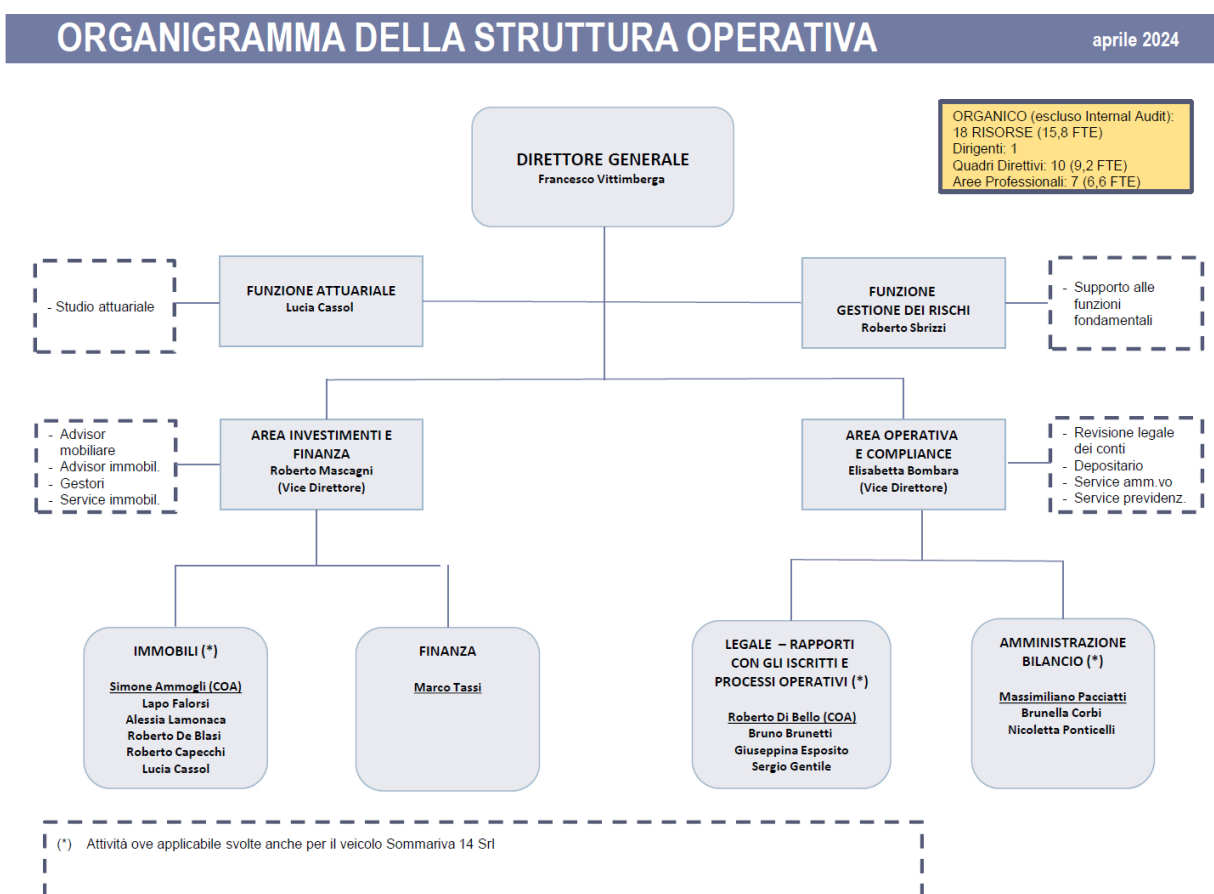 ORGANIGRAMMA DELLA STRUTTURA OPERATIVA
aprile 2024
ORGANICO (escluso Internal Audit):
18 RISORSE (15,8 FTE)
Dirigenti: 1
Quadri Direttivi: 10 (9,2 FTE)
Aree Professionali: 7 (6,6 FTE)
DIRETTORE GENERALE
Francesco Vittimberga
- Studio attuariale
FUNZIONE ATTUARIALE
Lucia Cassol
FUNZIONE
GESTIONE DEI RISCHI
Roberto Sbrizzi
- Supporto alle
funzioni
fondamentali
- Advisor
mobiliare
- Advisor immobil.
- Gestori
- Service immobil.
AREA INVESTIMENTI E
FINANZA
Roberto Mascagni
(Vice Direttore)
AREA OPERATIVA
E COMPLIANCE
Elisabetta Bombara
(Vice Direttore)
- Revisione legale
dei conti
- Depositario
- Service amm.vo
- Service previdenz.
IMMOBILI (*)
Simone Ammogli (COA)
Lapo Falorsi
Alessia Lamonaca
Roberto De Blasi
Roberto Capecchi
Lucia Cassol
FINANZA
Marco Tassi
LEGALE – RAPPORTI
CON GLI ISCRITTI E
PROCESSI OPERATIVI (*)
Roberto Di Bello (COA)
Bruno Brunetti
Giuseppina Esposito
Sergio Gentile
AMMINISTRAZIONE
BILANCIO (*)
Massimiliano Pacciatti
Brunella Corbi
Nicoletta Ponticelli
(*) Attività ove applicabile svolte anche per il veicolo Sommariva 14 Srl